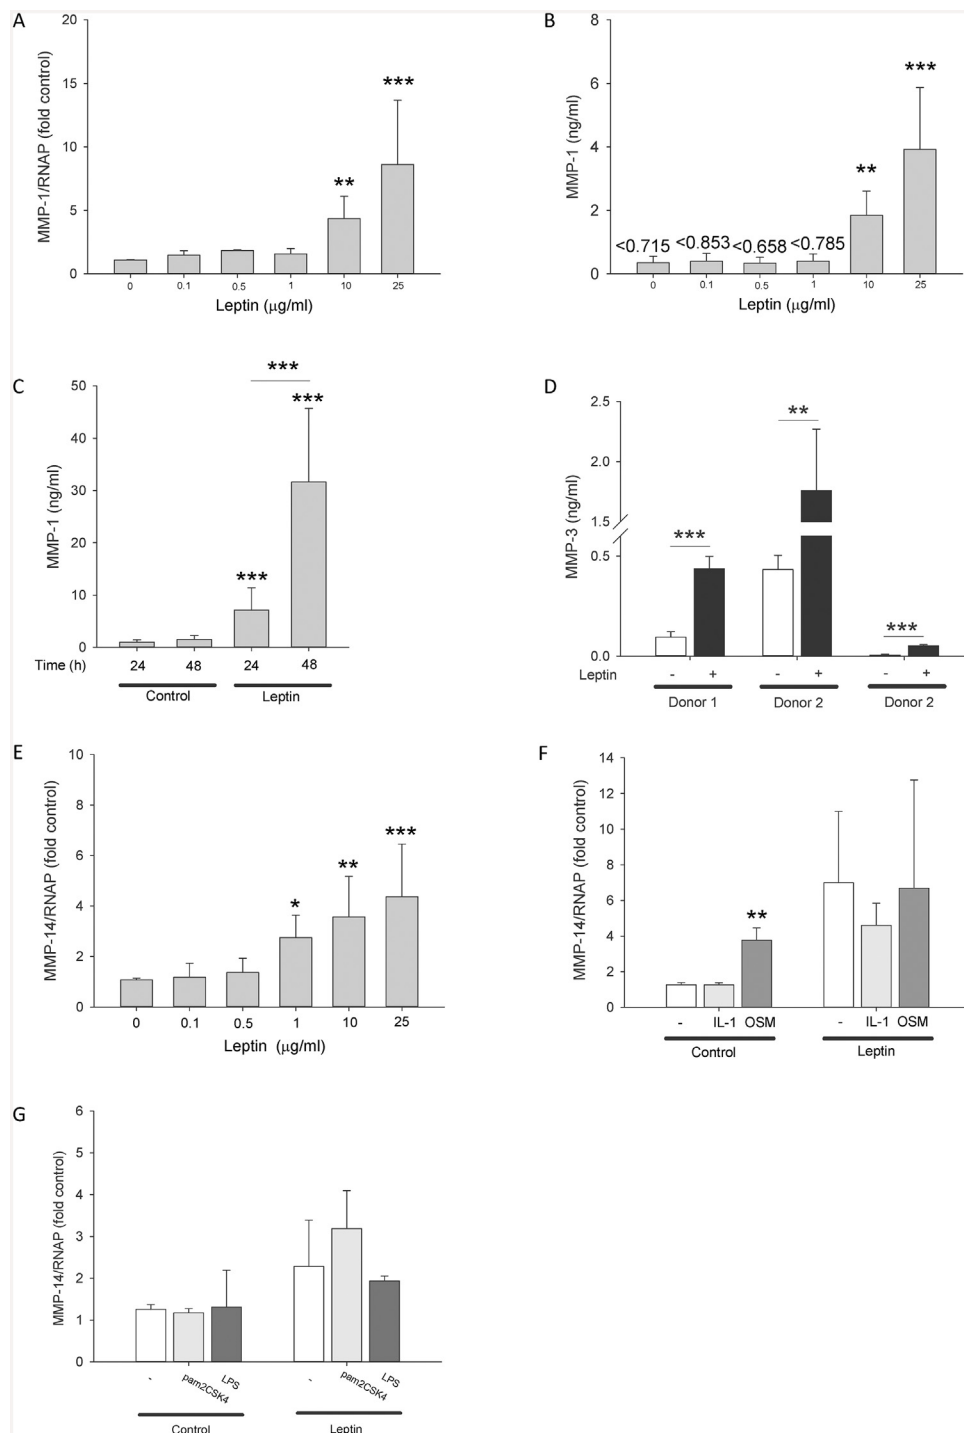 A
MMP-1/RNAP (fold control)
20
15
10
5
0
**
***
0 0.1 0.5 1 10 25
Leptin (μg/ml)
B
MMP-1 (ng/ml)
8
6
4
2
0
<0.715 <0.853 <0.658 <0.785
**
***
0 0.1 0.5 1 10 25
Leptin (μg/ml)
C
MMP-1 (ng/ml)
50
40
30
20
10
0
***
***
***
Time (h) 24 48 24 48
Control Leptin
D
MMP-3 (ng/ml)
2.5
2.0
1.5
0.5
0.0
***
**
***
Leptin - + - + - +
Donor 1 Donor 2 Donor 2
E
MMP-14/RNAP (fold control)
10
8
6
4
2
0
*
**
***
0 0.1 0.5 1 10 25
Leptin (μg/ml)
F
MMP-14/RNAP (fold control)
14
12
10
8
6
4
2
0
**
- IL-1 OSM - IL-1 OSM
Control Leptin
G
MMP-14/RNAP (fold control)
6
5
4
3
2
1
0
- pam2CSK4 LPS - pam2CSK4 LPS
Control Leptin